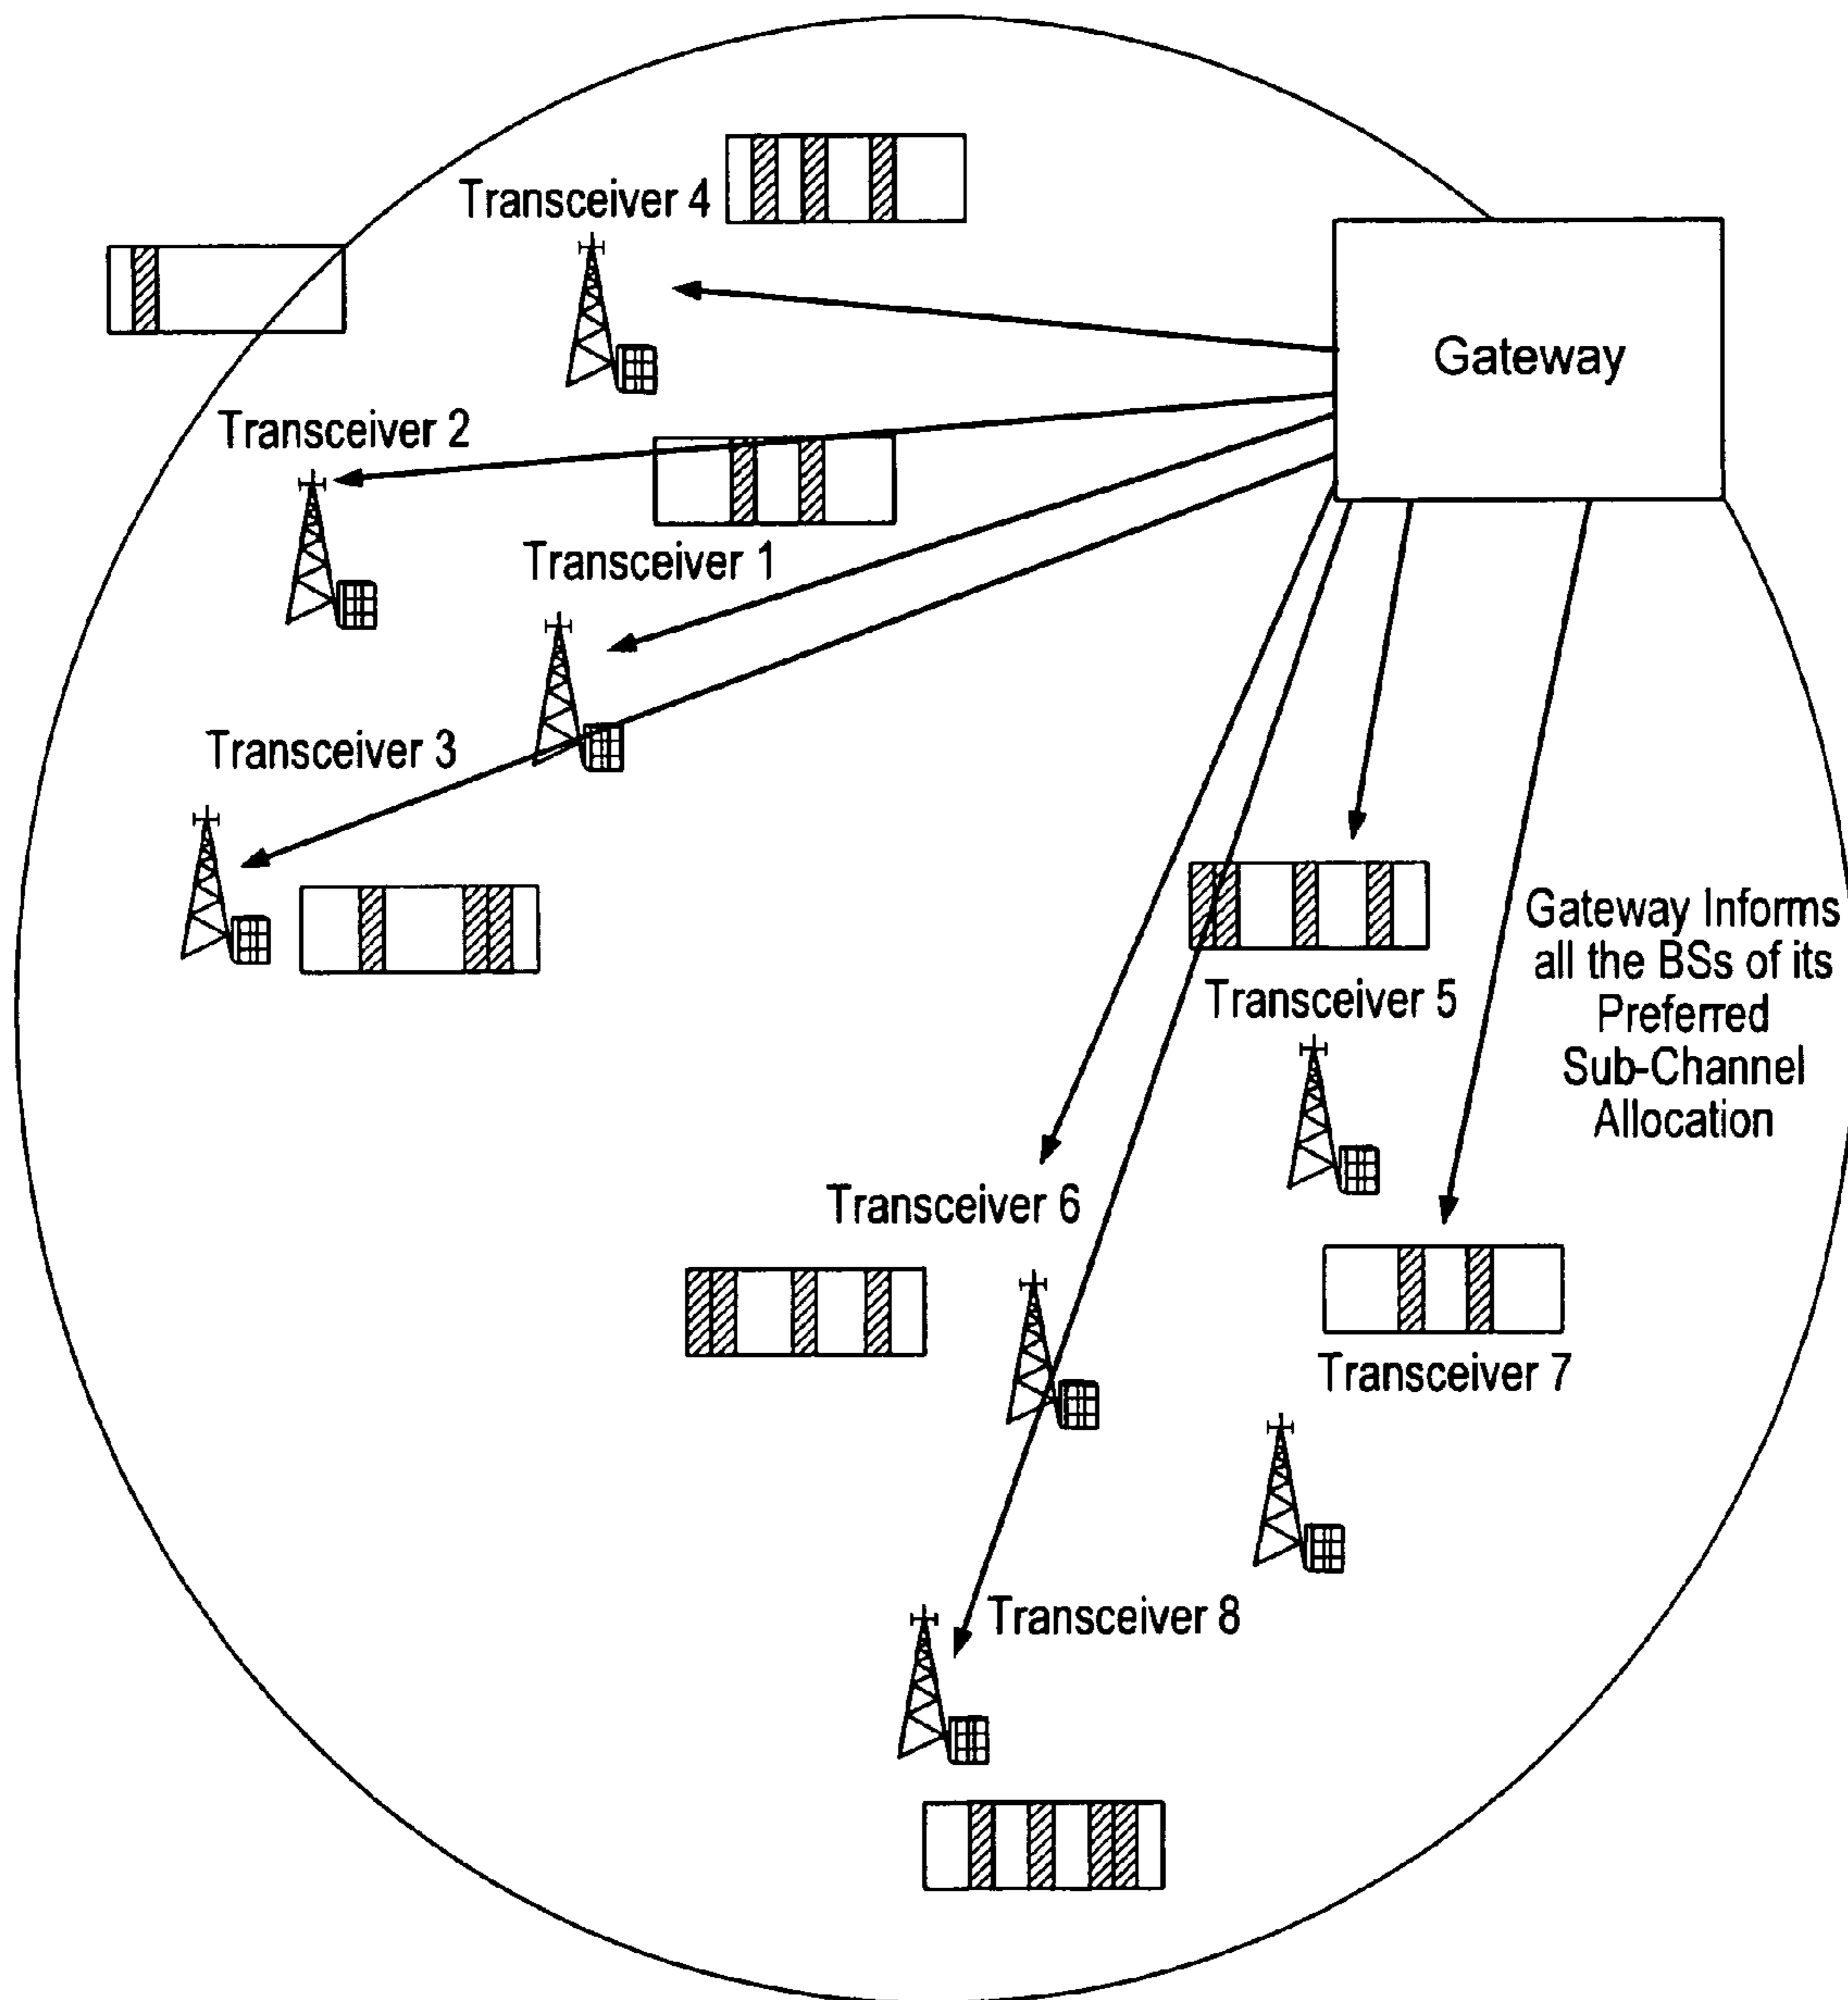 Transceiver 4
Gateway
Transceiver 2
Transceiver 1
Transceiver 3
Gateway Informs
all the BSs of its
Preferred
Sub-Channel
Allocation
Transceiver 5
Transceiver 6
Transceiver 7
Transceiver 8